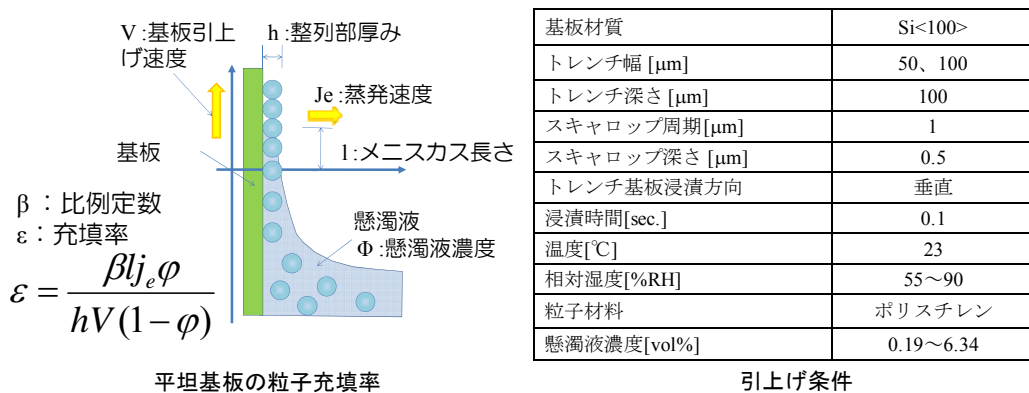 V :基板引上
げ速度
h :整列部厚み
Je :蒸発速度
l :メニスカス長さ
基板
β ：比例定数
ε：充填率
懸濁液
Φ :懸濁液濃度
ε = βlj_eφ / hV(1−φ)
平坦基板の粒子充填率
基板材質 Si<100>
トレンチ幅 [μm] 50、100
トレンチ深さ [μm] 100
スキャロップ周期[μm] 1
スキャロップ深さ [μm] 0.5
トレンチ基板浸漬方向 垂直
浸漬時間[sec.] 0.1
温度[℃] 23
相対湿度[%RH] 55～90
粒子材料 ポリスチレン
懸濁液濃度[vol%] 0.19～6.34
引上げ条件